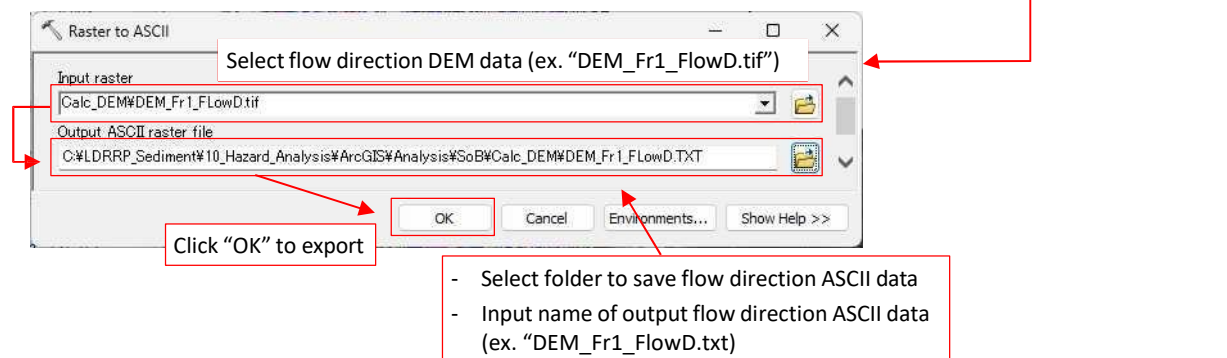 Raster to ASCII
Select flow direction DEM data (ex. “DEM_Fr1_FlowD.tif”)
Input raster
Calc_DEM¥DEM_Fr1_FLowD.tif
Output ASCII raster file
C:¥LDRRP_Sediment¥10_Hazard_Analysis¥ArcGIS¥Analysis¥SoB¥Calc_DEM¥DEM_Fr1_FLowD.TXT
OK
Cancel
Environments...
Show Help >>
Click “OK” to export
- Select folder to save flow direction ASCII data
- Input name of output flow direction ASCII data
(ex. “DEM_Fr1_FlowD.txt)